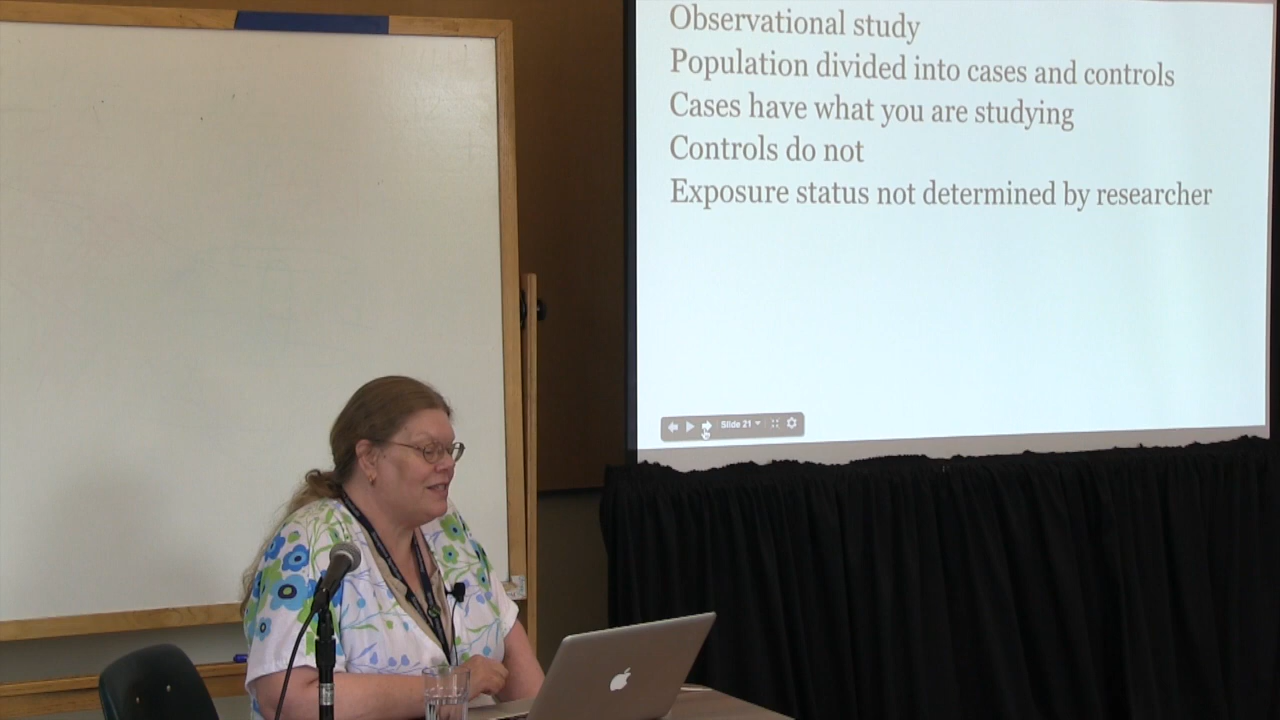 Observational study
Population divided into cases and controls
Cases have what you are studying
Controls do not
Exposure status not determined by researcher
Slide 21